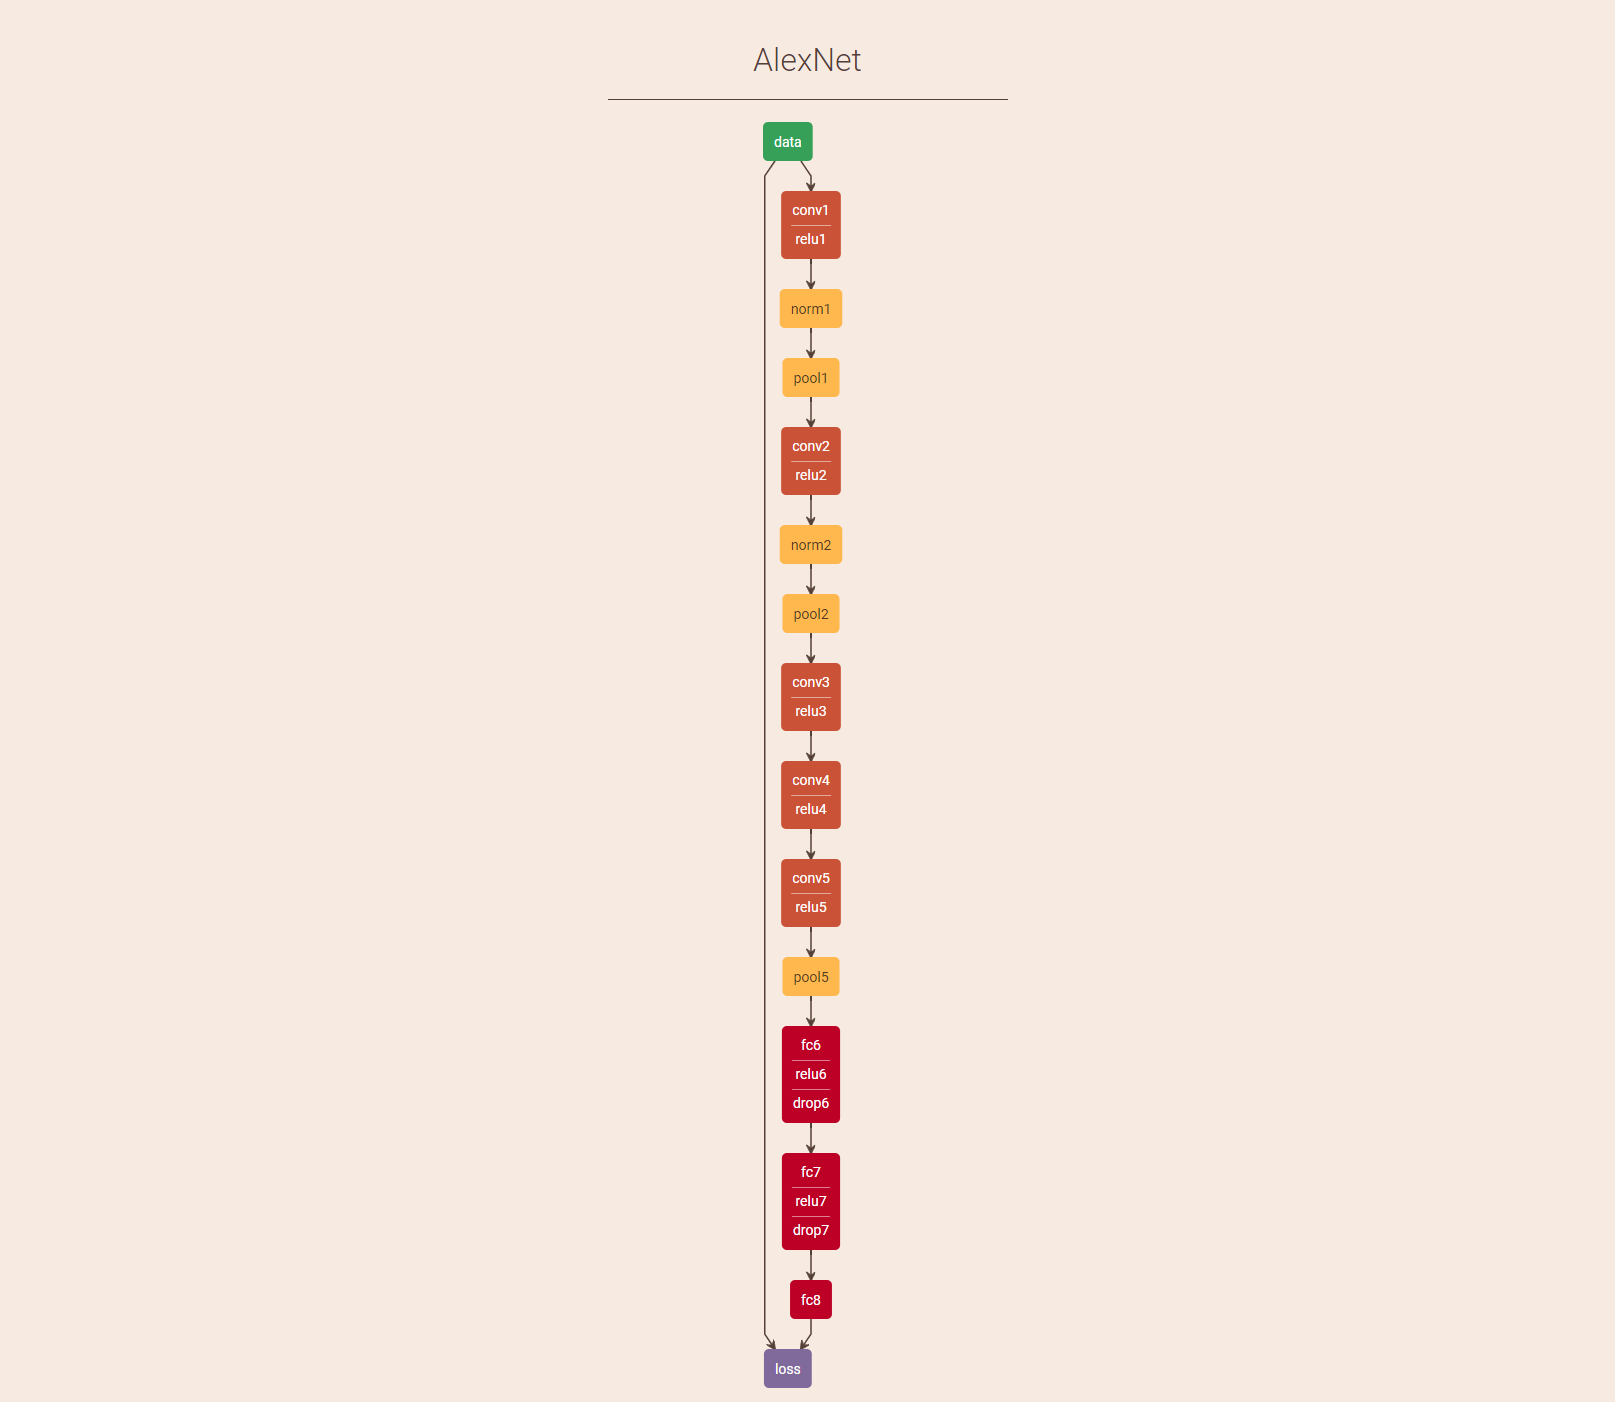 AlexNet
data
conv1
relu1
norm1
pool1
conv2
relu2
norm2
pool2
conv3
relu3
conv4
relu4
conv5
relu5
pool5
fc6
relu6
drop6
fc7
relu7
drop7
fc8
loss